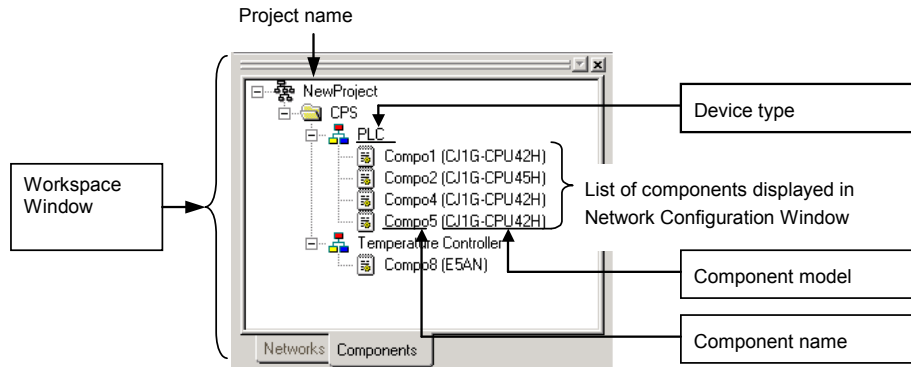 Project name
NewProject
CPS
PLC
Device type
Compo1 (CJ1G-CPU42H)
Compo2 (CJ1G-CPU45H)
Compo4 (CJ1G-CPU42H)
Compo5 (CJ1G-CPU42H)
Workspace
Window
List of components displayed in
Network Configuration Window
Temperature Controller
Compo8 (E5AN)
Component model
Component name
Networks
Components